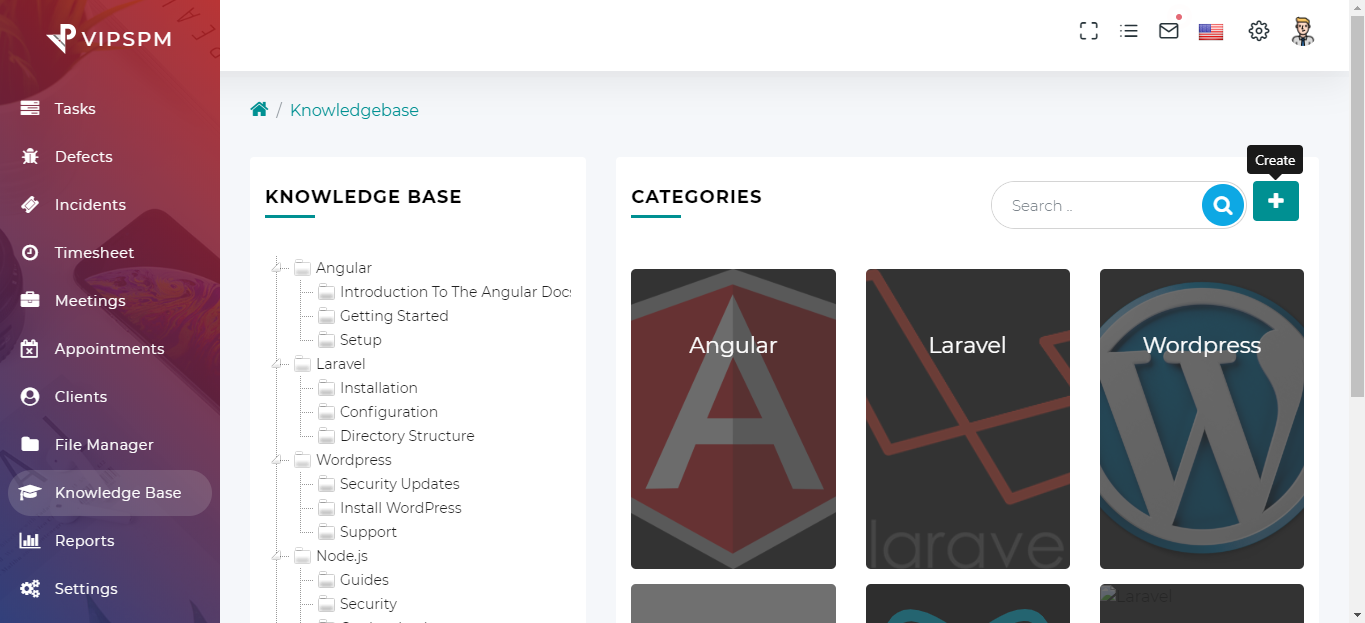 VIPSPM
Tasks
Defects
Incidents
Timesheet
Meetings
Appointments
Clients
File Manager
Knowledge Base
Reports
Settings
/ Knowledgebase
KNOWLEDGE BASE
Angular
Introduction To The Angular Docs
Getting Started
Setup
Laravel
Installation
Configuration
Directory Structure
Wordpress
Security Updates
Install WordPress
Support
Node.js
Guides
Security
CATEGORIES
Search ..
Create
Angular
Laravel
laravel
Wordpress
Laravel